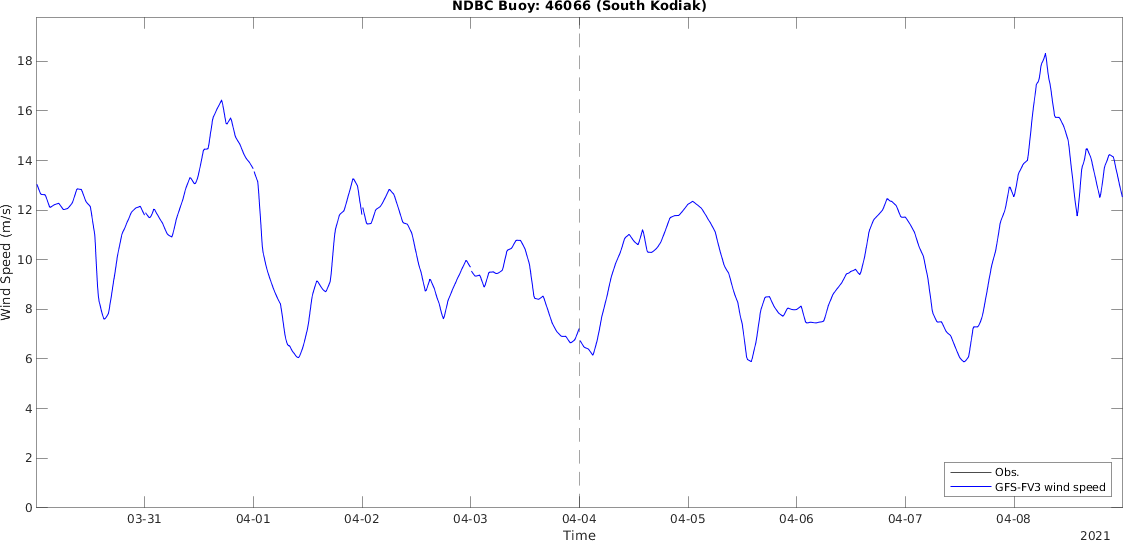 NDBC Buoy: 46066 (South Kodiak)
Wind Speed (m/s)
18
16
14
12
10
8
6
4
2
0
Obs.
GFS-FV3 wind speed
03-31 04-01 04-02 04-03 04-04 04-05 04-06 04-07 04-08
Time
2021